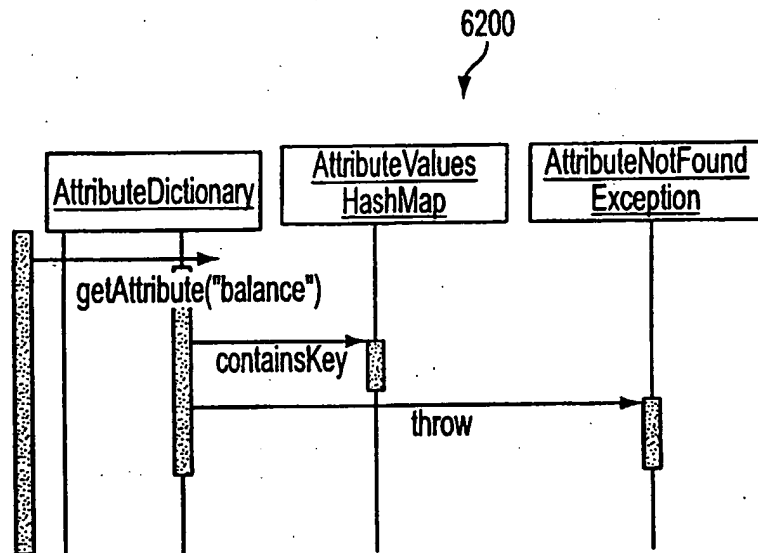 6200
AttributeDictionary
AttributeValues
HashMap
AttributeNotFound
Exception
getAttribute("balance")
containsKey
throw